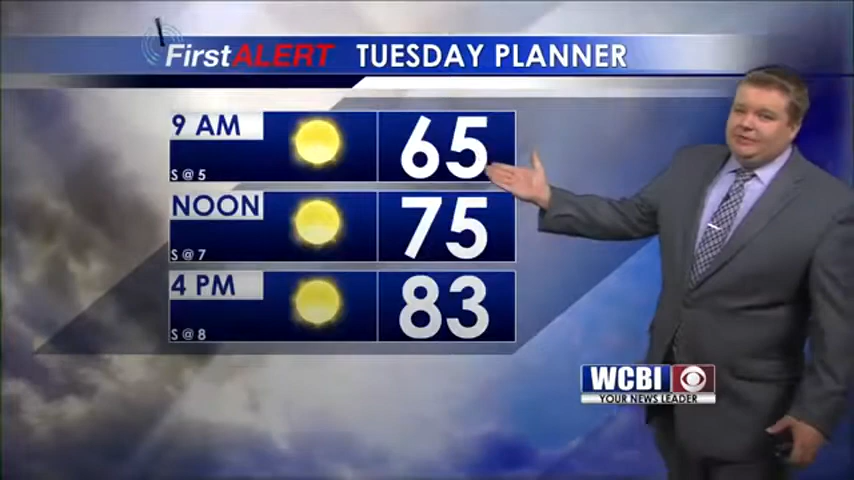 FirstALERT TUESDAY PLANNER
9 AM
65
S @ 5
NOON
75
S @ 7
4 PM
83
S @ 8
WCBI
YOUR NEWS LEADER